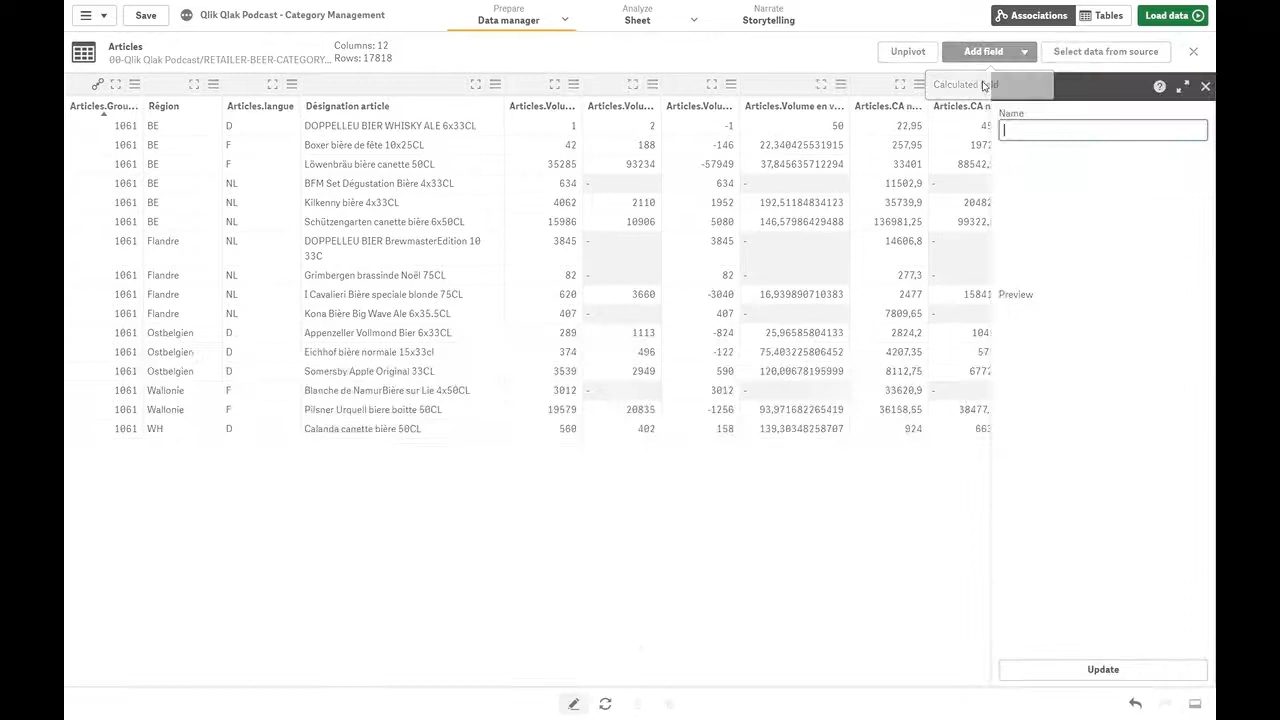 Save
Qlik Qlak Podcast - Category Management
Prepare
Data manager
Analyze
Sheet
Narrate
Storytelling
Associations
Tables
Load data
Articles
00-Qlik Qlak Podcast/RETAILER-BEER-CATEGORY
Columns: 12
Rows: 17818
Unpivot
Add field
Select data from source
Calculated field
Name
Articles.Grou... Région Articles.langue Désignation article Articles.Volu... Articles.Volu... Articles.Volu... Articles.Volume en v... Articles.CA n... Articles.CA n
1061 BE D DOPPELLEU BIER WHISKY ALE 6x33CL 1 2 -1 50 22,95 45
1061 BE F Boxer bière de fête 10x25CL 42 188 -146 22,340425531915 257,95 1972
1061 BE F Löwenbräu bière canette 50CL 35285 93234 -57949 37,845635712294 33401 88542,
1061 BE NL BFM Set Dégustation Bière 4x33CL 634 - 634 - 11502,9 -
1061 BE NL Kilkenny bière 4x33CL 4062 2110 1952 192,51184834123 35739,9 20482
1061 BE NL Schützengarten canette bière 6x50CL 15986 10906 5080 146,57986429488 136981,25 99322,
1061 Flandre NL DOPPELLEU BIER BrewmasterEdition 10 3845 - 3845 - 14606,8 -
33C
1061 Flandre NL Grimbergen brassinde Noël 75CL 82 - 82 - 277,3 -
1061 Flandre NL I Cavalieri Bière speciale blonde 75CL 620 3660 -3040 16,939890710383 2477 15841
Preview
1061 Flandre NL Kona Bière Big Wave Ale 6x35.5CL 407 - 407 - 7809,65 -
1061 Ostbelgien D Appenzeller Vollmond Bier 6x33CL 289 1113 -824 25,96585804133 2824,2 104
1061 Ostbelgien D Eichhof bière normale 15x33cl 374 496 -122 75,403225806452 4207,35 57
1061 Ostbelgien D Somersby Apple Original 33CL 3539 2949 590 120,00678195999 8112,75 6772
1061 Wallonie F Blanche de NamurBière sur Lie 4x50CL 3012 - 3012 - 33620,9 -
1061 Wallonie F Pilsner Urquell biere boitte 50CL 19579 20835 -1256 93,971682265419 36158,55 38477,
1061 WH D Calanda canette bière 50CL 560 402 158 139,30348258707 924 663
Update